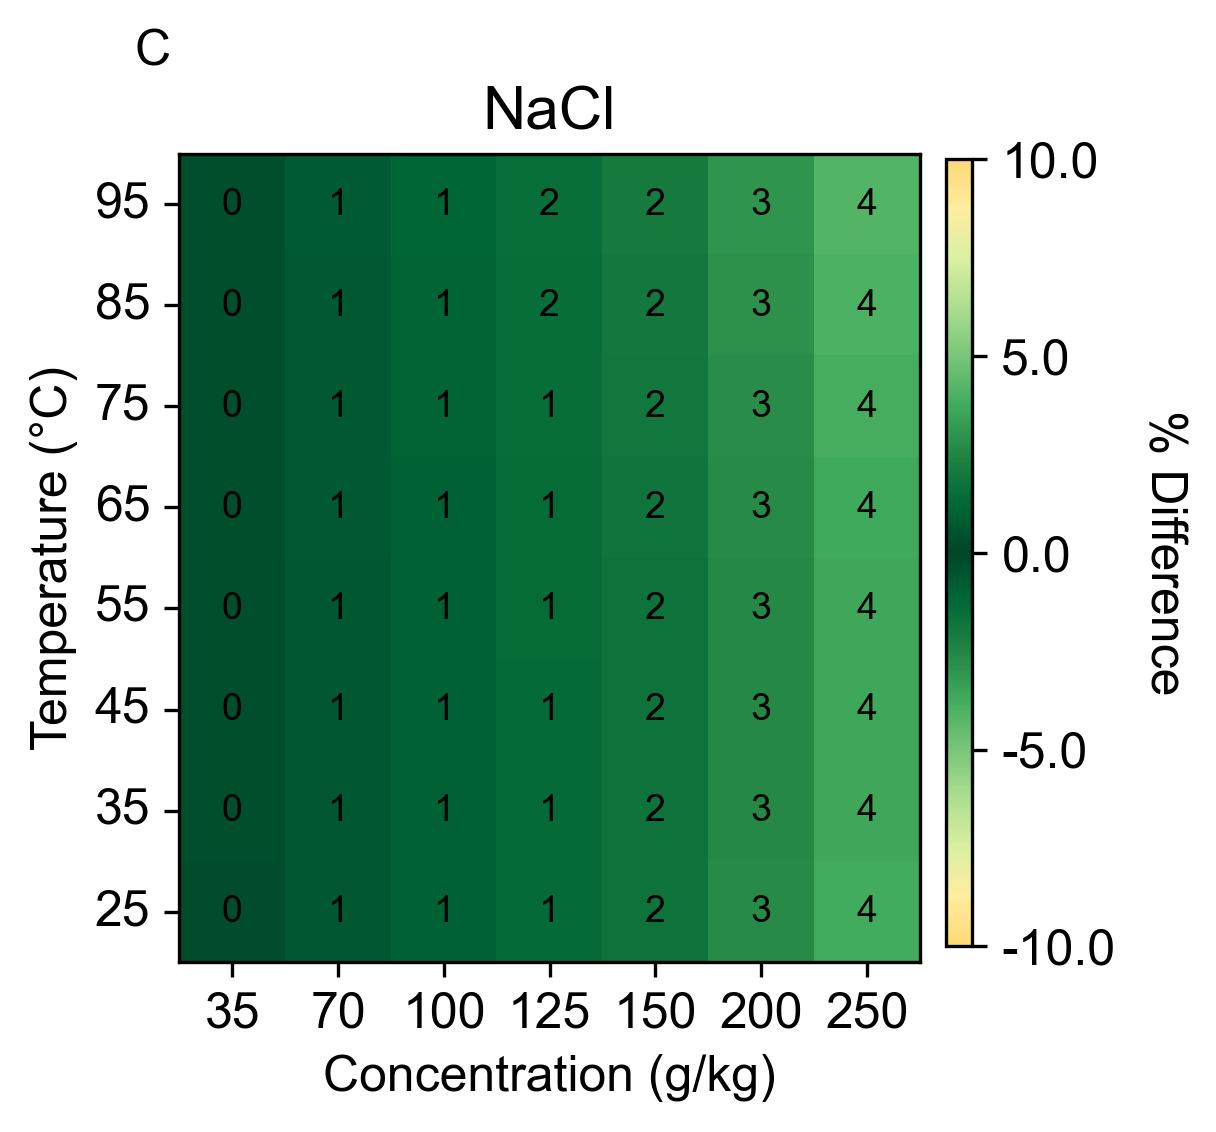 C
NaCl
95 0 1 1 2 2 3 4
85 0 1 1 2 2 3 4
75 0 1 1 1 2 3 4
65 0 1 1 1 2 3 4
55 0 1 1 1 2 3 4
45 0 1 1 1 2 3 4
35 0 1 1 1 2 3 4
25 0 1 1 1 2 3 4
35 70 100 125 150 200 250
Concentration (g/kg)
Temperature (°C)
10.0
5.0
0.0
-5.0
-10.0
% Difference